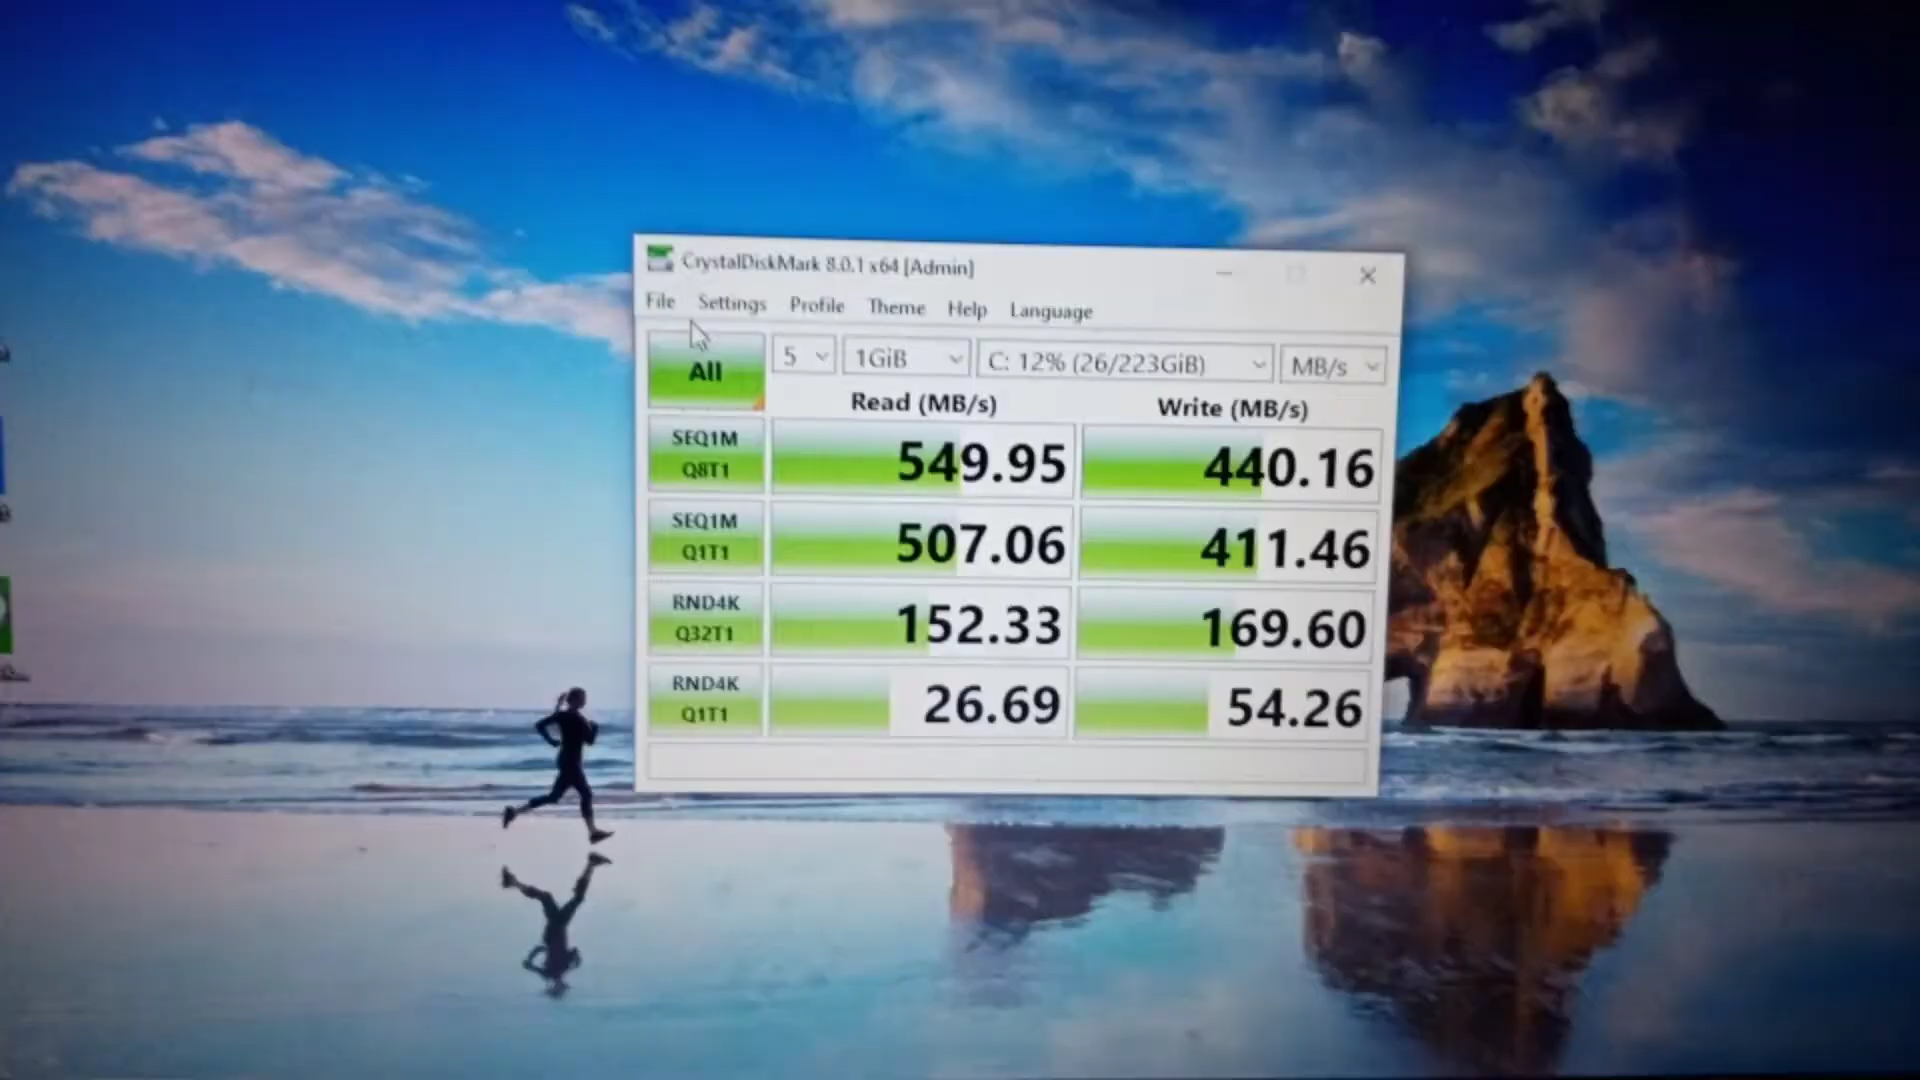 CrystalDiskMark 8.0.1 x64 [Admin]
File Settings Profile Theme Help Language
All 5 1GiB C: 12% (26/223GiB) MB/s
Read (MB/s) Write (MB/s)
SEQ1M
Q8T1
549.95 440.16
SEQ1M
Q1T1
507.06 411.46
RND4K
Q32T1
152.33 169.60
RND4K
Q1T1
26.69 54.26